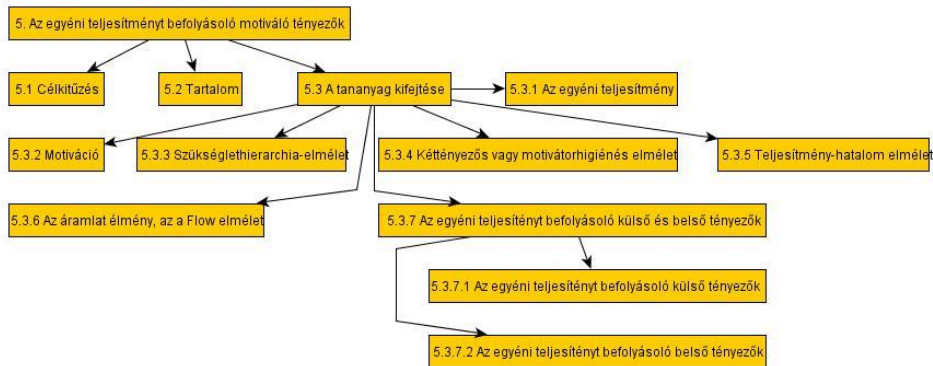 5. Az egyéni teljesítményt befolyásoló motiváló tényezők
5.1 Célkitűzés
5.2 Tartalom
5.3 A tananyag kifejtése
5.3.1 Az egyéni teljesítmény
5.3.2 Motiváció
5.3.3 Szükséglethierarchia-elmélet
5.3.4 Kéttényezős vagy motivátorhigiénés elmélet
5.3.5 Teljesítmény-hatalom elmélet
5.3.6 Az áramlat élmény, az a Flow elmélet
5.3.7 Az egyéni teljesítényt befolyásoló külső és belső tényezők
5.3.7.1 Az egyéni teljesítényt befolyásoló külső tényezők
5.3.7.2 Az egyéni teljesítényt befolyásoló belső tényezők